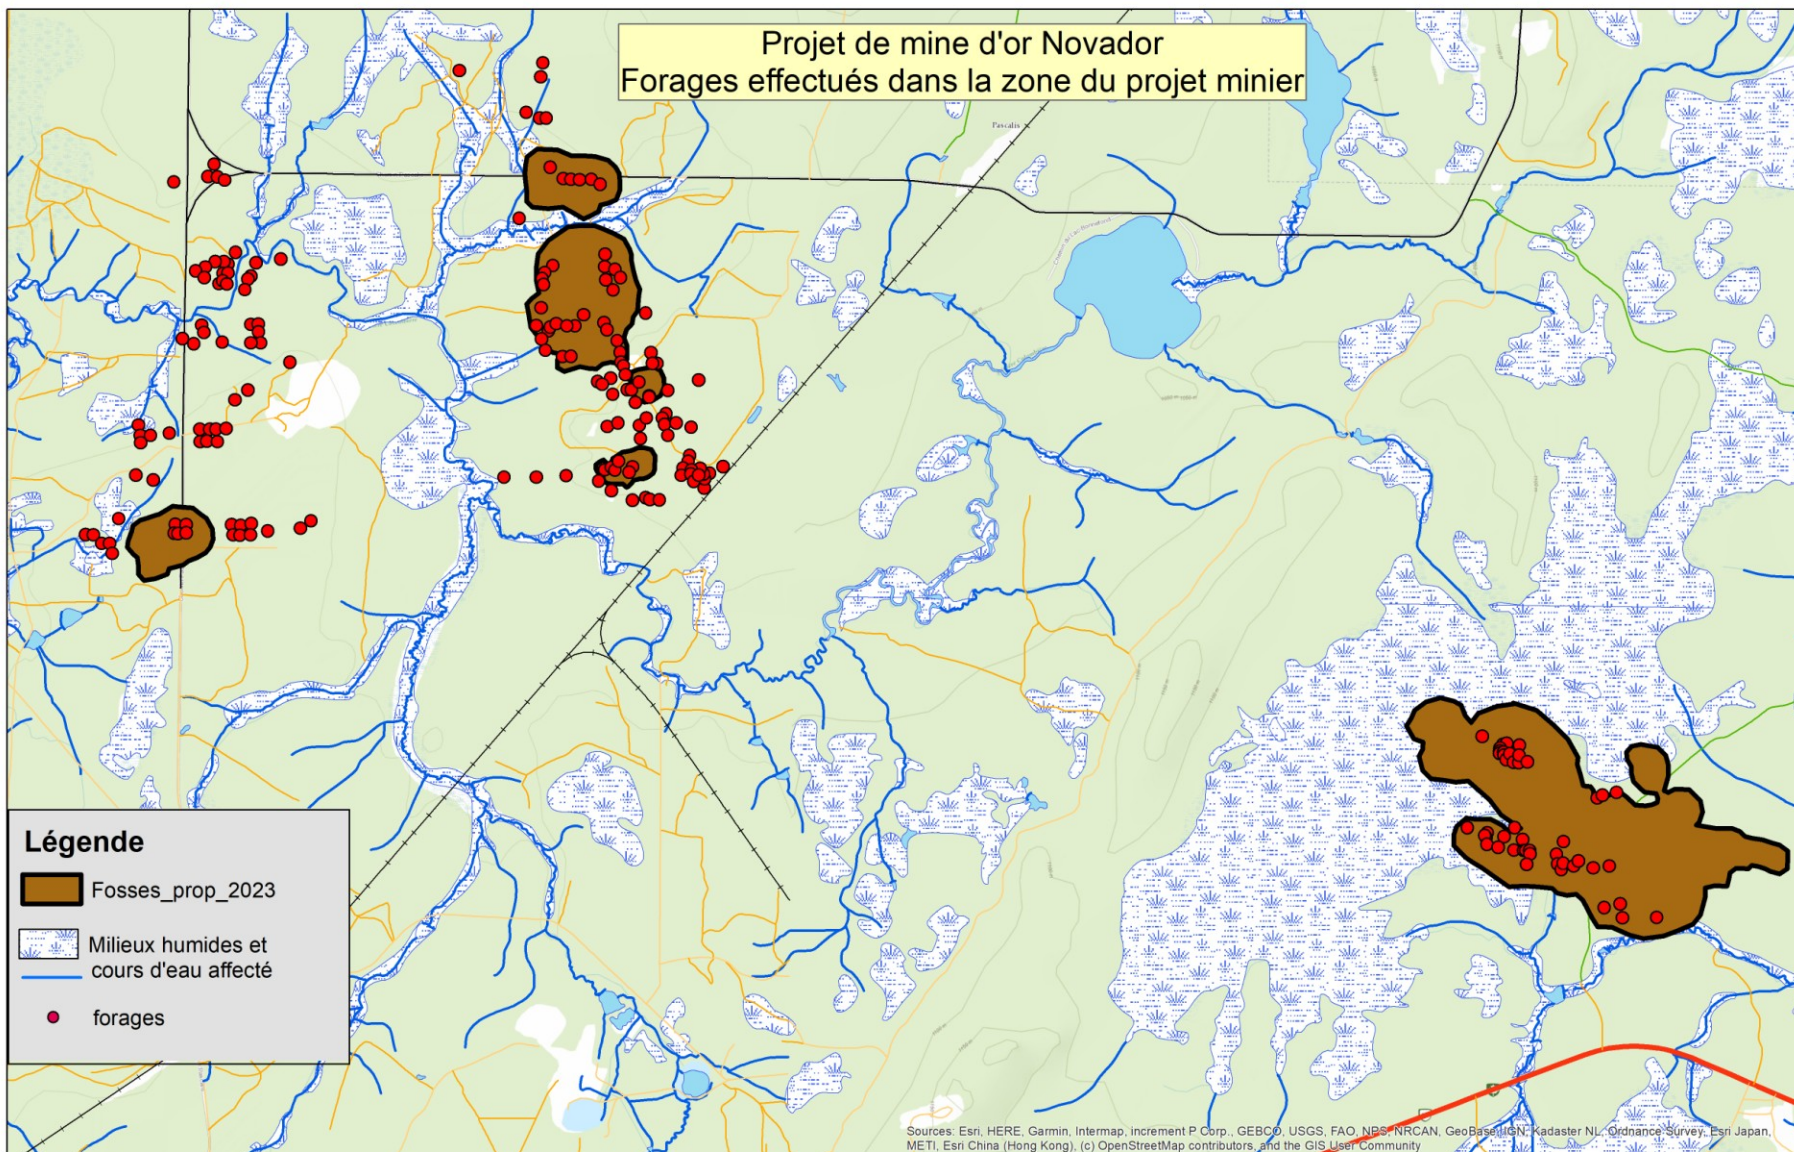 Projet de mine d'or Novador
Forages effectués dans la zone du projet minier
Pascalis
Légende
Fosses_prop_2023
Milieux humides et
cours d'eau affecté
forages
Sources: Esri, HERE, Garmin, Intermap, increment P Corp., GEBCO, USGS, FAO, NPS, NRCAN, GeoBase, IGN, Kadaster NL, Ordnance Survey, Esri Japan,
METI, Esri China (Hong Kong), (c) OpenStreetMap contributors, and the GIS User Community